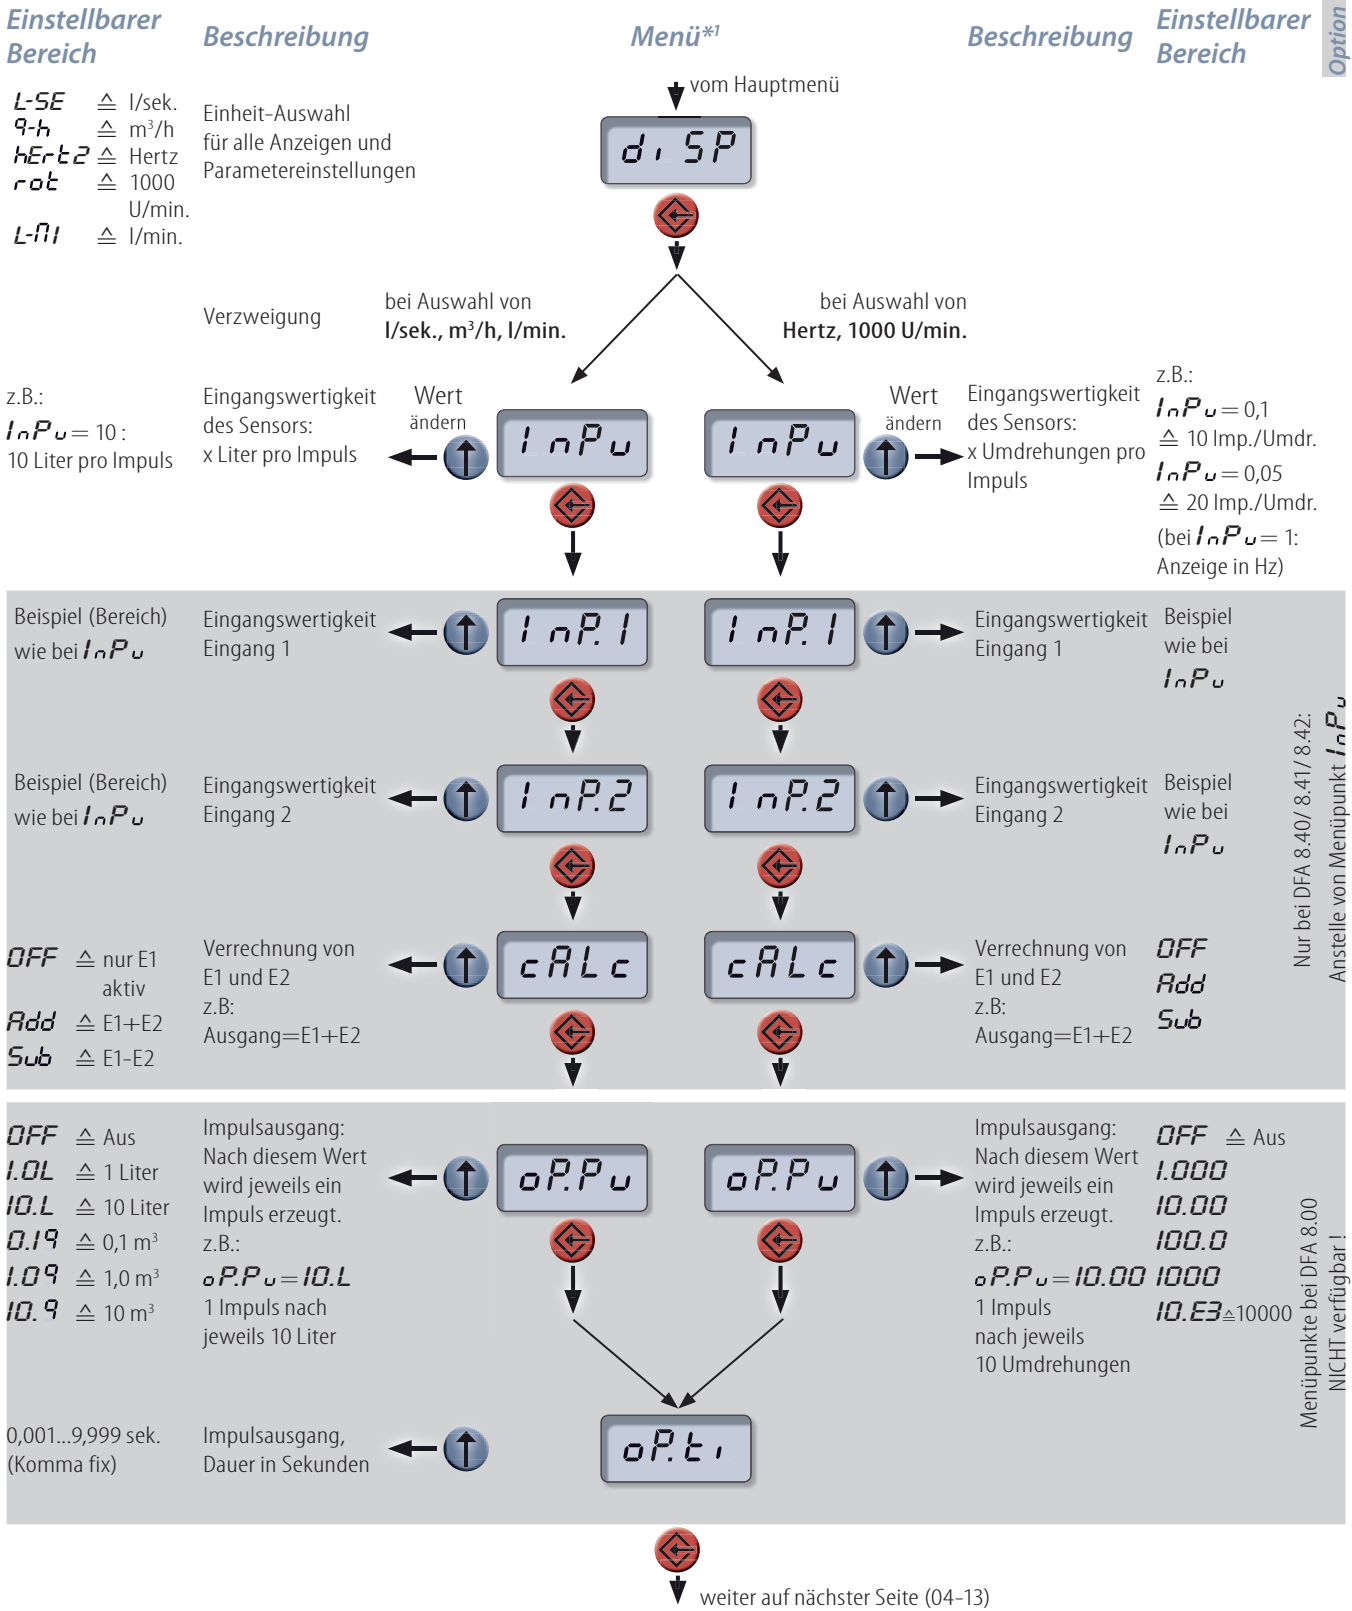 Einstellbarer Bereich
Beschreibung
Menü*1
Beschreibung
Einstellbarer Bereich
Option
vom Hauptmenü
L-SE ≙ l/sek.
q-h ≙ m³/h
hErtz ≙ Hertz
rot ≙ 1000 U/min.
L-MI ≙ l/min.
Einheit-Auswahl
für alle Anzeigen und
Parametereinstellungen
diSP
Verzweigung
bei Auswahl von
l/sek., m³/h, l/min.
bei Auswahl von
Hertz, 1000 U/min.
z.B.:
InPu = 10 :
10 Liter pro Impuls
Eingangswertigkeit
des Sensors:
x Liter pro Impuls
Wert
ändern
InPu
InPu
Wert
ändern
Eingangswertigkeit
des Sensors:
x Umdrehungen pro
Impuls
z.B.:
InPu = 0,1
≙ 10 Imp./Umdr.
InPu = 0,05
≙ 20 Imp./Umdr.
(bei InPu = 1:
Anzeige in Hz)
Beispiel (Bereich)
wie bei InPu
Eingangswertigkeit
Eingang 1
InP.1
InP.1
Eingangswertigkeit
Eingang 1
Beispiel
wie bei
InPu
Beispiel (Bereich)
wie bei InPu
Eingangswertigkeit
Eingang 2
InP.2
InP.2
Eingangswertigkeit
Eingang 2
Beispiel
wie bei
InPu
OFF ≙ nur E1
aktiv
Add ≙ E1+E2
Sub ≙ E1-E2
Verrechnung von
E1 und E2
z.B:
Ausgang=E1+E2
cALc
cALc
Verrechnung von
E1 und E2
z.B:
Ausgang=E1+E2
OFF
Add
Sub
Nur bei DFA 8.40/ 8.41/ 8.42:
Anstelle von Menüpunkt InPu
OFF ≙ Aus
1.0L ≙ 1 Liter
10.L ≙ 10 Liter
0.1q ≙ 0,1 m³
1.0q ≙ 1,0 m³
10.q ≙ 10 m³
Impulsausgang:
Nach diesem Wert
wird jeweils ein
Impuls erzeugt.
z.B.:
oP.Pu = 10.L
1 Impuls nach
jeweils 10 Liter
oP.Pu
oP.Pu
Impulsausgang:
Nach diesem Wert
wird jeweils ein
Impuls erzeugt.
z.B.:
oP.Pu = 10.00
1 Impuls
nach jeweils
10 Umdrehungen
OFF ≙ Aus
1.000
10.00
100.0
1000
10.E3 ≙10000
Menüpunkte bei DFA 8.00
NICHT verfügbar !
0,001...9,999 sek.
(Komma fix)
Impulsausgang,
Dauer in Sekunden
oP.ti
weiter auf nächster Seite (04-13)